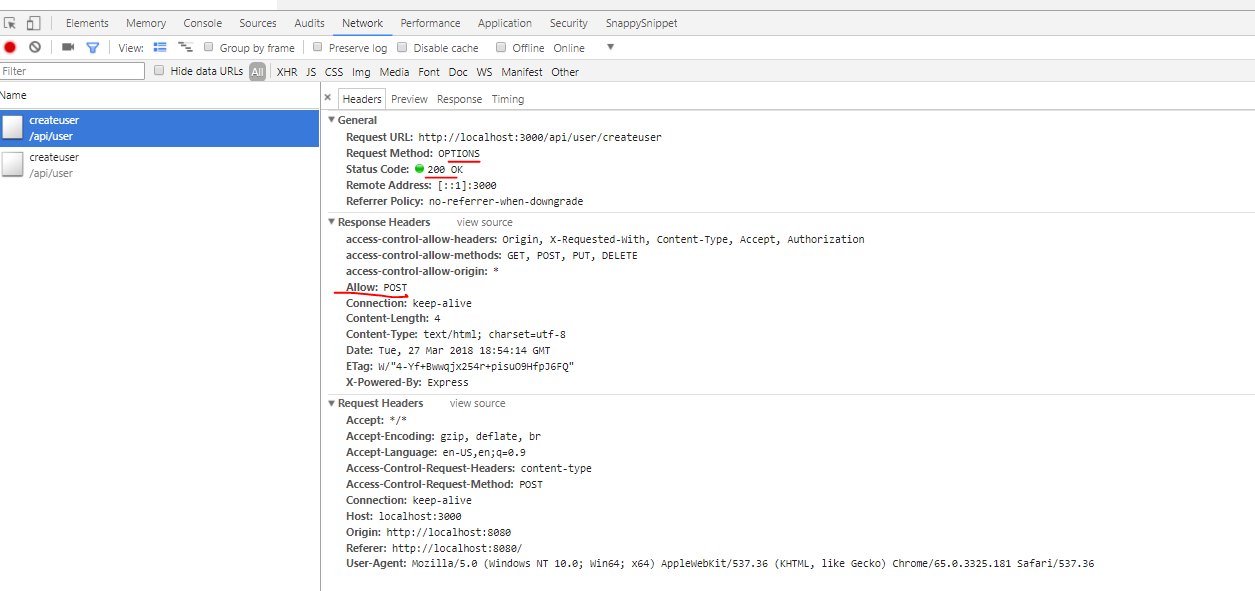 Elements Memory Console Sources Audits Network Performance Application Security SnappySnippet
View: Group by frame Preserve log Disable cache Offline Online
Filter Hide data URLs All XHR JS CSS Img Media Font Doc WS Manifest Other
Name
createuser
/api/user
createuser
/api/user
× Headers Preview Response Timing
General
Request URL: http://localhost:3000/api/user/createuser
Request Method: OPTIONS
Status Code: 200 OK
Remote Address: [::1]:3000
Referrer Policy: no-referrer-when-downgrade
Response Headers view source
access-control-allow-headers: Origin, X-Requested-With, Content-Type, Accept, Authorization
access-control-allow-methods: GET, POST, PUT, DELETE
access-control-allow-origin: *
Allow: POST
Connection: keep-alive
Content-Length: 4
Content-Type: text/html; charset=utf-8
Date: Tue, 27 Mar 2018 18:54:14 GMT
ETag: W/"4-Yf+Bwwqjx254r+pisuO9HfpJ6FQ"
X-Powered-By: Express
Request Headers view source
Accept: */*
Accept-Encoding: gzip, deflate, br
Accept-Language: en-US,en;q=0.9
Access-Control-Request-Headers: content-type
Access-Control-Request-Method: POST
Connection: keep-alive
Host: localhost:3000
Origin: http://localhost:8080
Referer: http://localhost:8080/
User-Agent: Mozilla/5.0 (Windows NT 10.0; Win64; x64) AppleWebKit/537.36 (KHTML, like Gecko) Chrome/65.0.3325.181 Safari/537.36